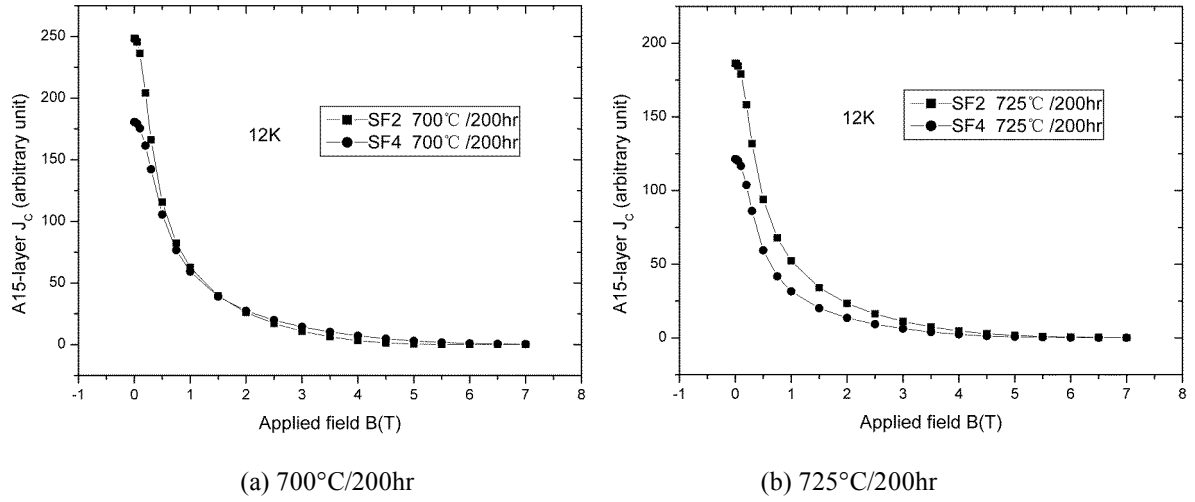 250
200
150
100
50
0
A15-layer J_C (arbitrary unit)
12K
SF2 700℃ /200hr
SF4 700℃ /200hr
-1 0 1 2 3 4 5 6 7 8
Applied field B(T)
(a) 700°C/200hr
200
150
100
50
0
A15-layer J_C (arbitrary unit)
12K
SF2 725℃ /200hr
SF4 725℃ /200hr
-1 0 1 2 3 4 5 6 7 8
Applied field B(T)
(b) 725°C/200hr